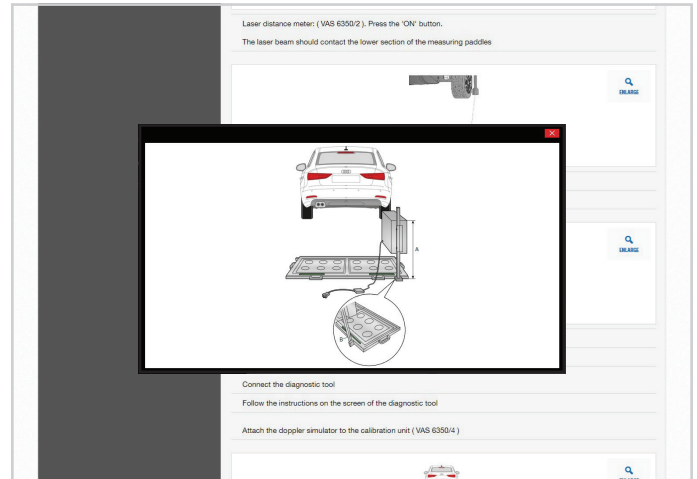 Laser distance meter: ( VAS 6350/2 ). Press the 'ON' button.
The laser beam should contact the lower section of the measuring paddles
ENLARGE
A
B
ENLARGE
Connect the diagnostic tool
Follow the instructions on the screen of the diagnostic tool
Attach the doppler simulator to the calibration unit ( VAS 6350/4 )